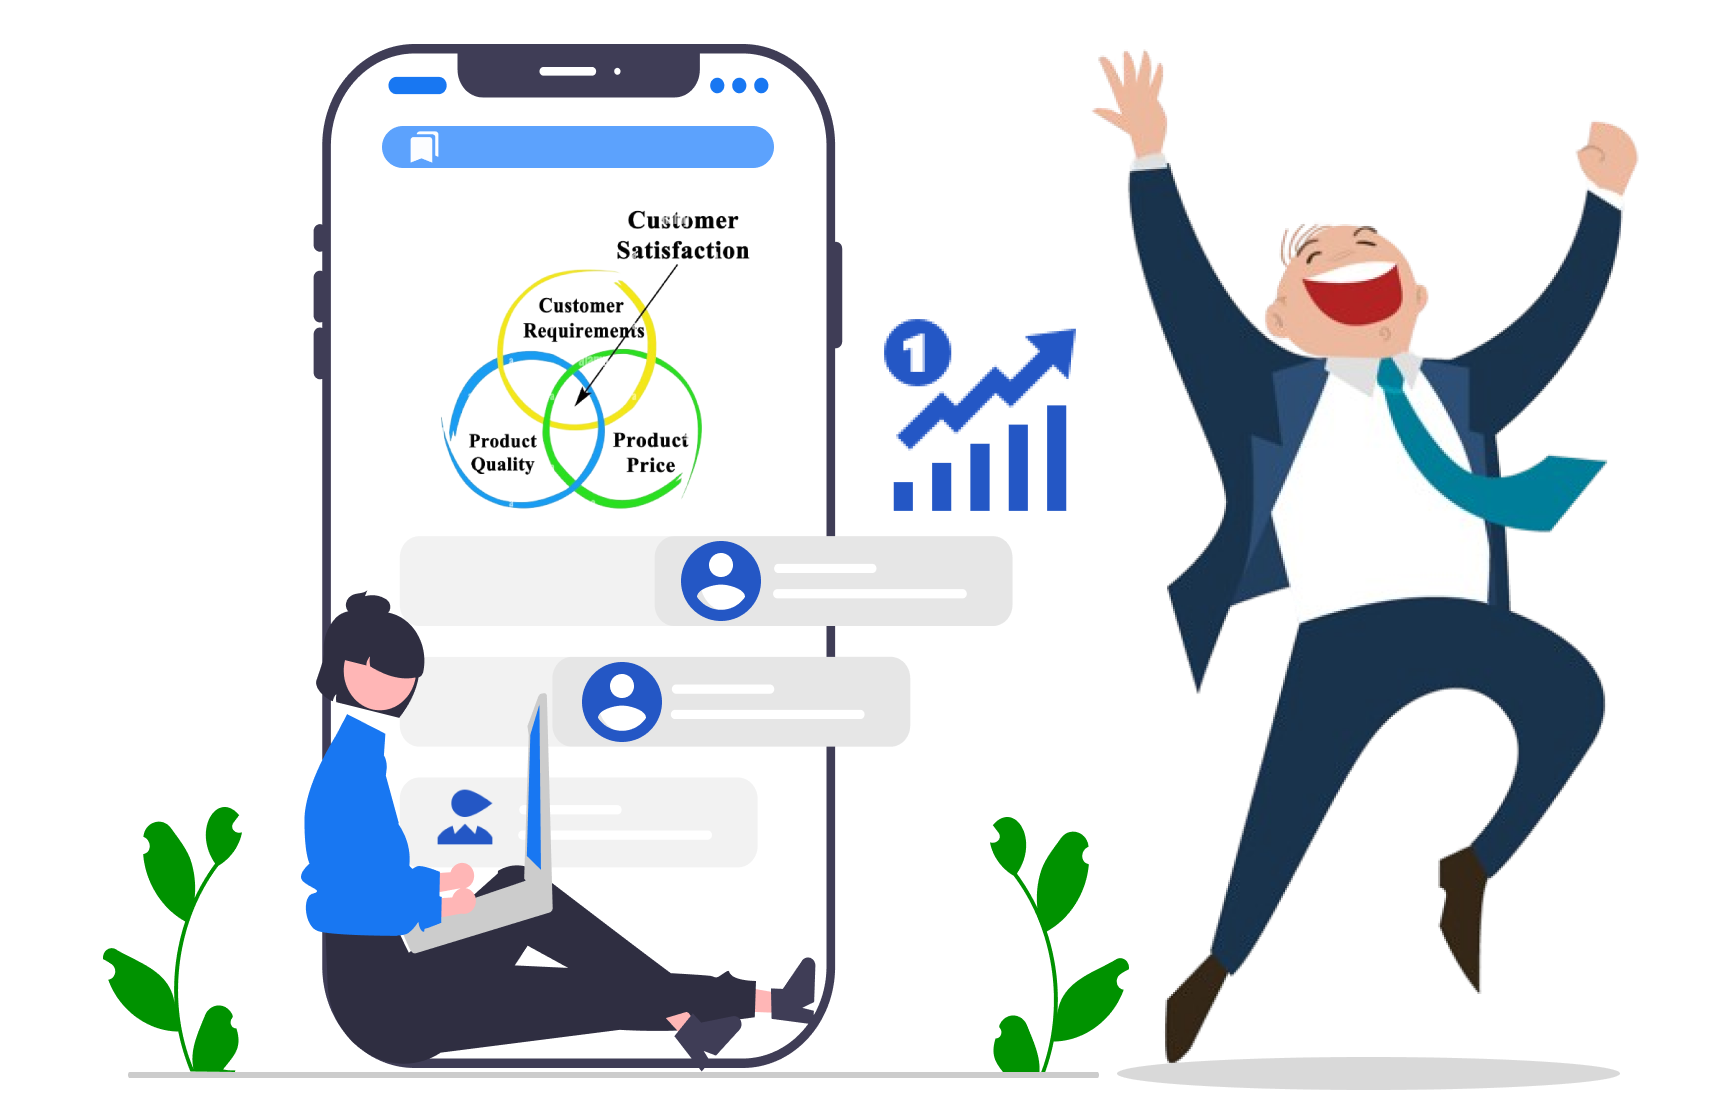 Customer
Satisfaction
Customer
Requirements
Product
Quality
Product
Price
1